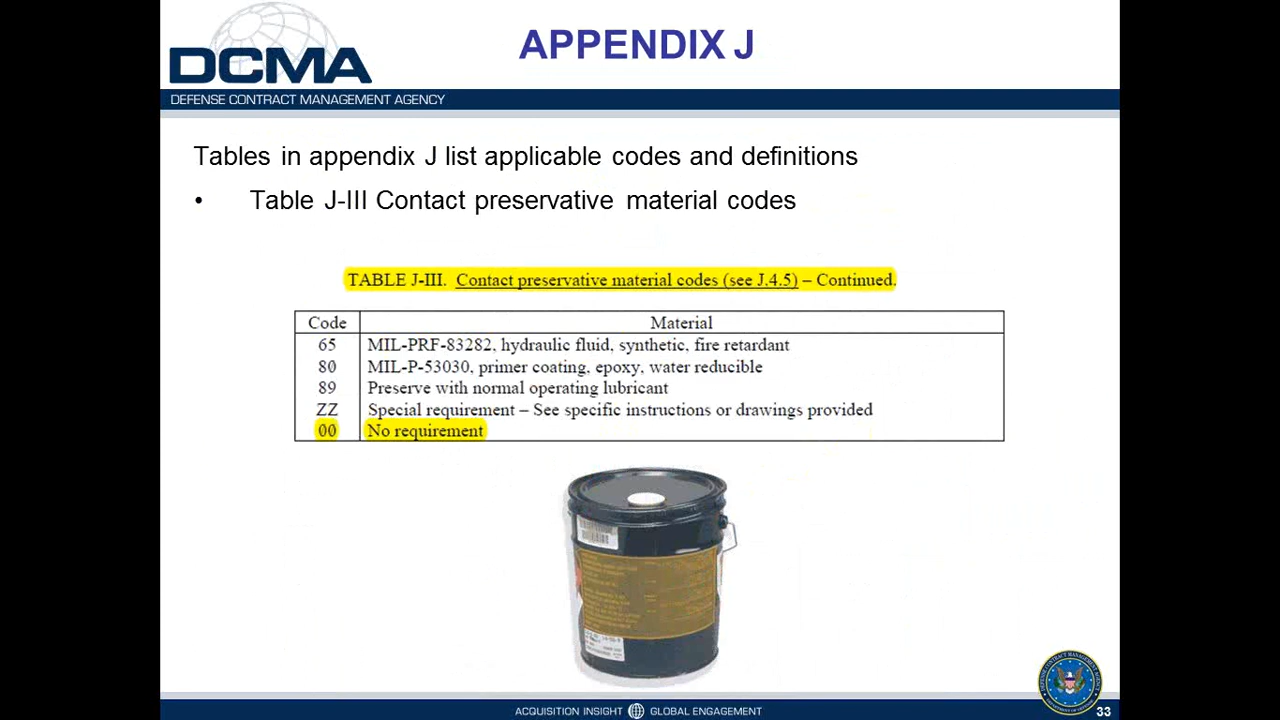 DCMA
APPENDIX J
DEFENSE CONTRACT MANAGEMENT AGENCY
Tables in appendix J list applicable codes and definitions
• Table J-III Contact preservative material codes
TABLE J-III. Contact preservative material codes (see J.4.5) – Continued.
Code Material
65 MIL-PRF-83282, hydraulic fluid, synthetic, fire retardant
80 MIL-P-53030, primer coating, epoxy, water reducible
89 Preserve with normal operating lubricant
ZZ Special requirement – See specific instructions or drawings provided
00 No requirement
ACQUISITION INSIGHT GLOBAL ENGAGEMENT
33